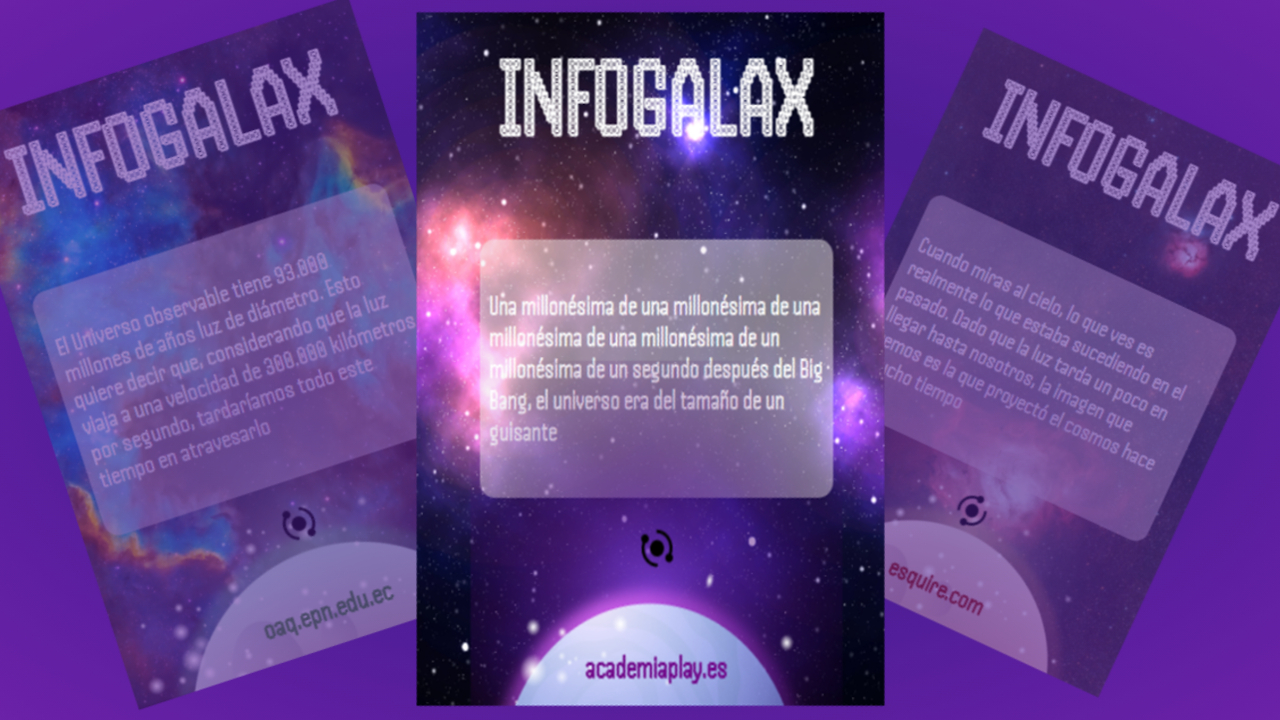 INFOGALAX
El Universo observable tiene 93.000
millones de años luz de diámetro. Esto
quiere decir que, considerando que la luz
viaja a una velocidad de 300.000 kilómetros
por segundo, tardaríamos todo este
tiempo en atravesarlo
oaq.epn.edu.ec
INFOGALAX
Una millonésima de una millonésima de una
millonésima de una millonésima de un
millonésima de un segundo después del Big
Bang, el universo era del tamaño de un
guisante
academiaplay.es
INFOGALAX
Cuando miras al cielo, lo que ves es
realmente lo que estaba sucediendo en el
pasado. Dado que la luz tarda un poco en
llegar hasta nosotros, la imagen que
es la que proyectó el cosmos hace
tiempo
esquire.com